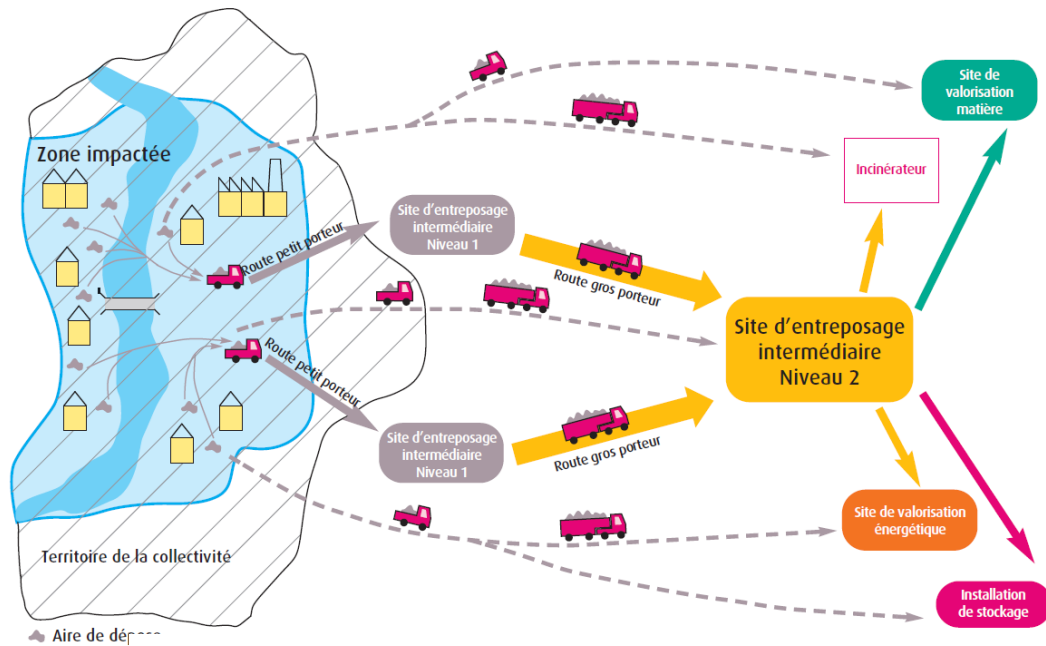 Zone impactée
Route petit porteur
Site d'entreposage
intermédiaire
Niveau 1
Route gros porteur
Site de
valorisation
matière
Incinérateur
Site d'entreposage
intermédiaire
Niveau 2
Route petit porteur
Site d'entreposage
intermédiaire
Niveau 1
Route gros porteur
Site de valorisation
énergétique
Installation
de stockage
Territoire de la collectivité
Aire de